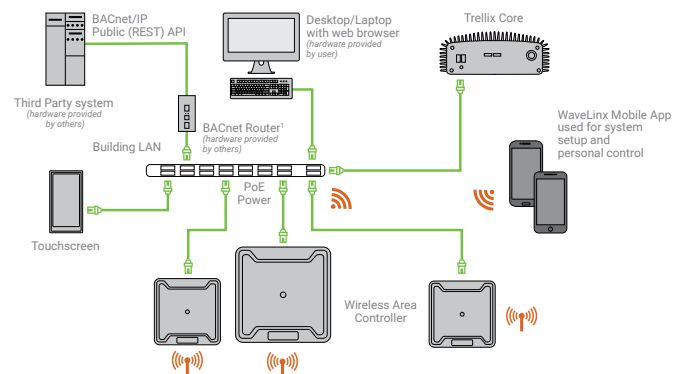 BACnet/IP
Public (REST) API
Desktop/Laptop
with web browser
(hardware provided
by user)
Trellix Core
Third Party system
(hardware provided
by others)
BACnet Router¹
(hardware provided
by others)
Building LAN
WaveLinx Mobile App
used for system
setup and
personal control
PoE
Power
Touchscreen
Wireless Area
Controller